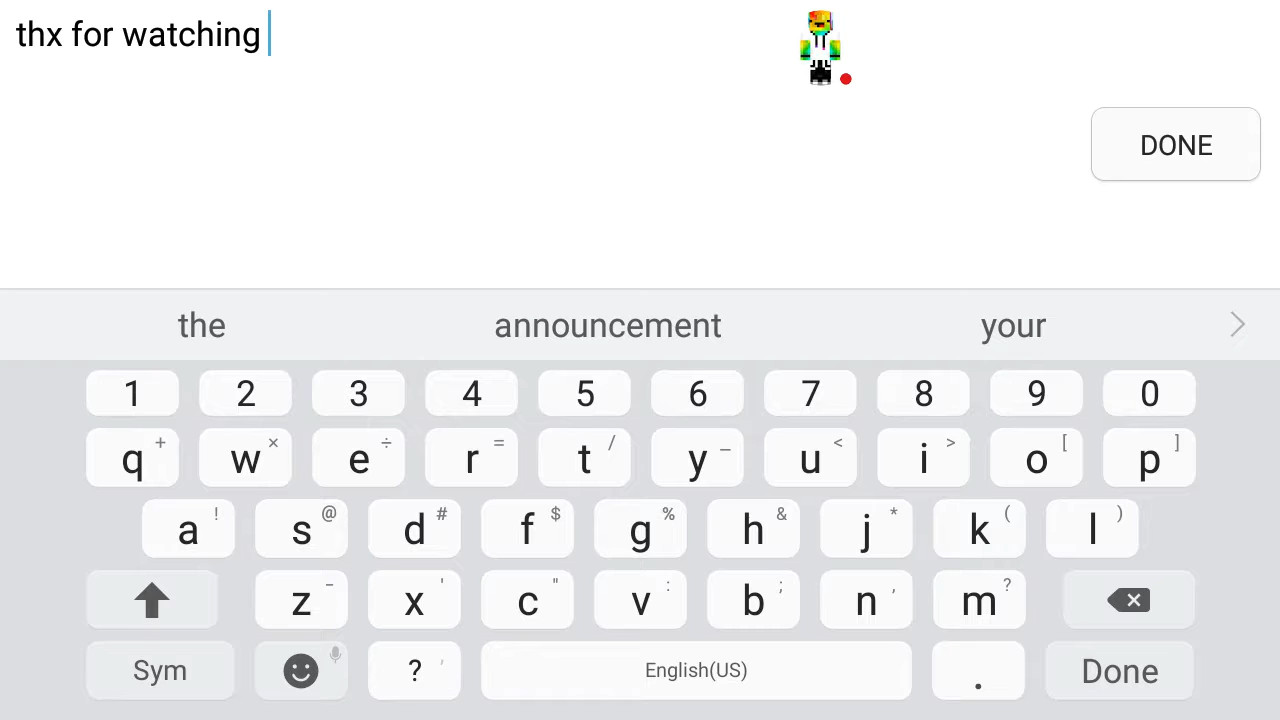 thx for watching
DONE
the announcement your
1 2 3 4 5 6 7 8 9 0
q + w × e ÷ r = t / y _ u < i > o [ p ]
a ! s @ d # f $ g % h & j * k ( l )
z - x ' c " v : b ; n , m ?
Sym ? , English(US) . Done